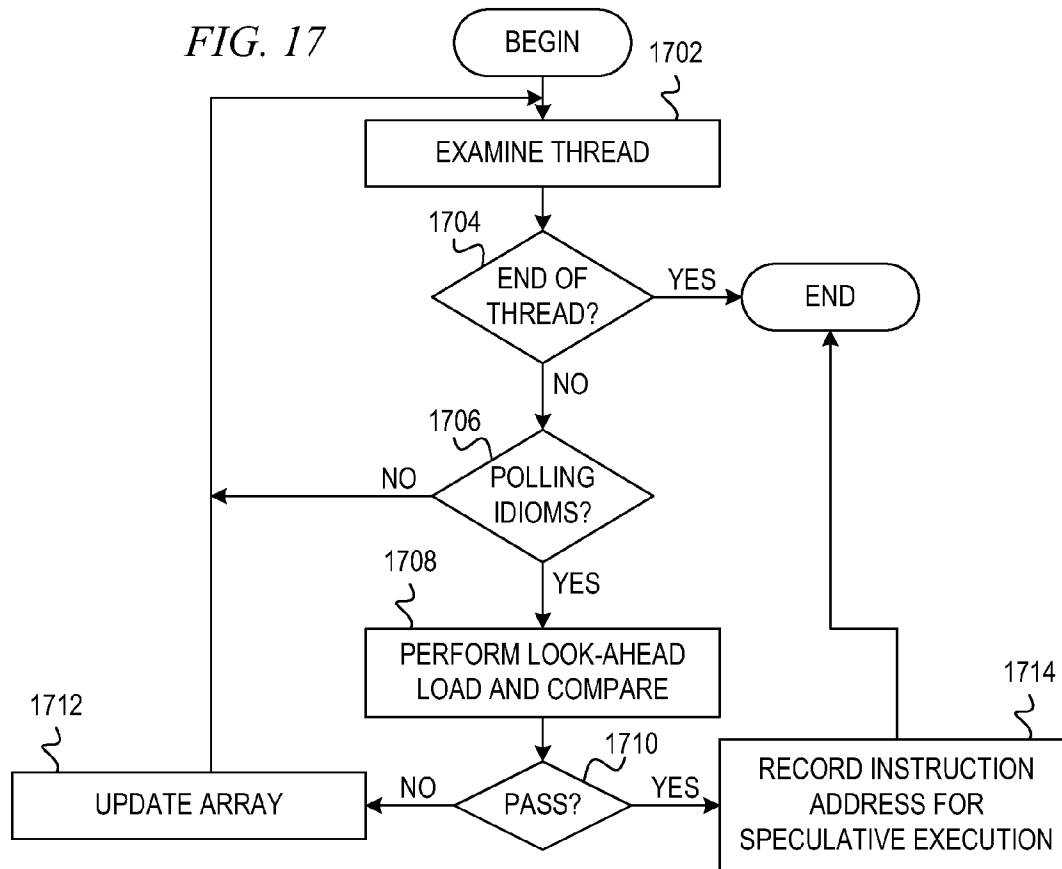 FIG. 17
BEGIN
1702
EXAMINE THREAD
1704
END OF
THREAD?
YES
END
NO
1706
POLLING
IDIOMS?
NO
YES
1708
PERFORM LOOK-AHEAD
LOAD AND COMPARE
1712
UPDATE ARRAY
NO
1710
PASS?
YES
1714
RECORD INSTRUCTION
ADDRESS FOR
SPECULATIVE EXECUTION